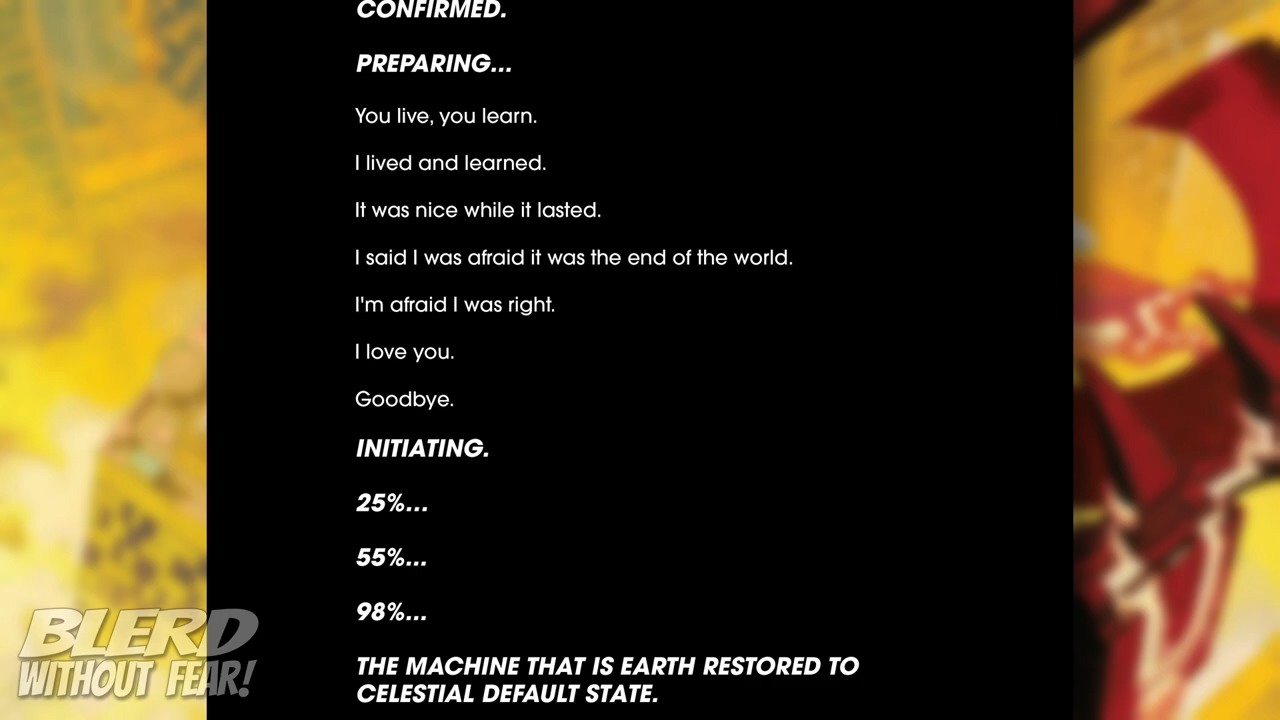 CONFIRMED.
PREPARING...
You live, you learn.
I lived and learned.
It was nice while it lasted.
I said I was afraid it was the end of the world.
I'm afraid I was right.
I love you.
Goodbye.
INITIATING.
25%...
55%...
98%...
THE MACHINE THAT IS EARTH RESTORED TO
CELESTIAL DEFAULT STATE.
BLERD
WITHOUT FEAR!